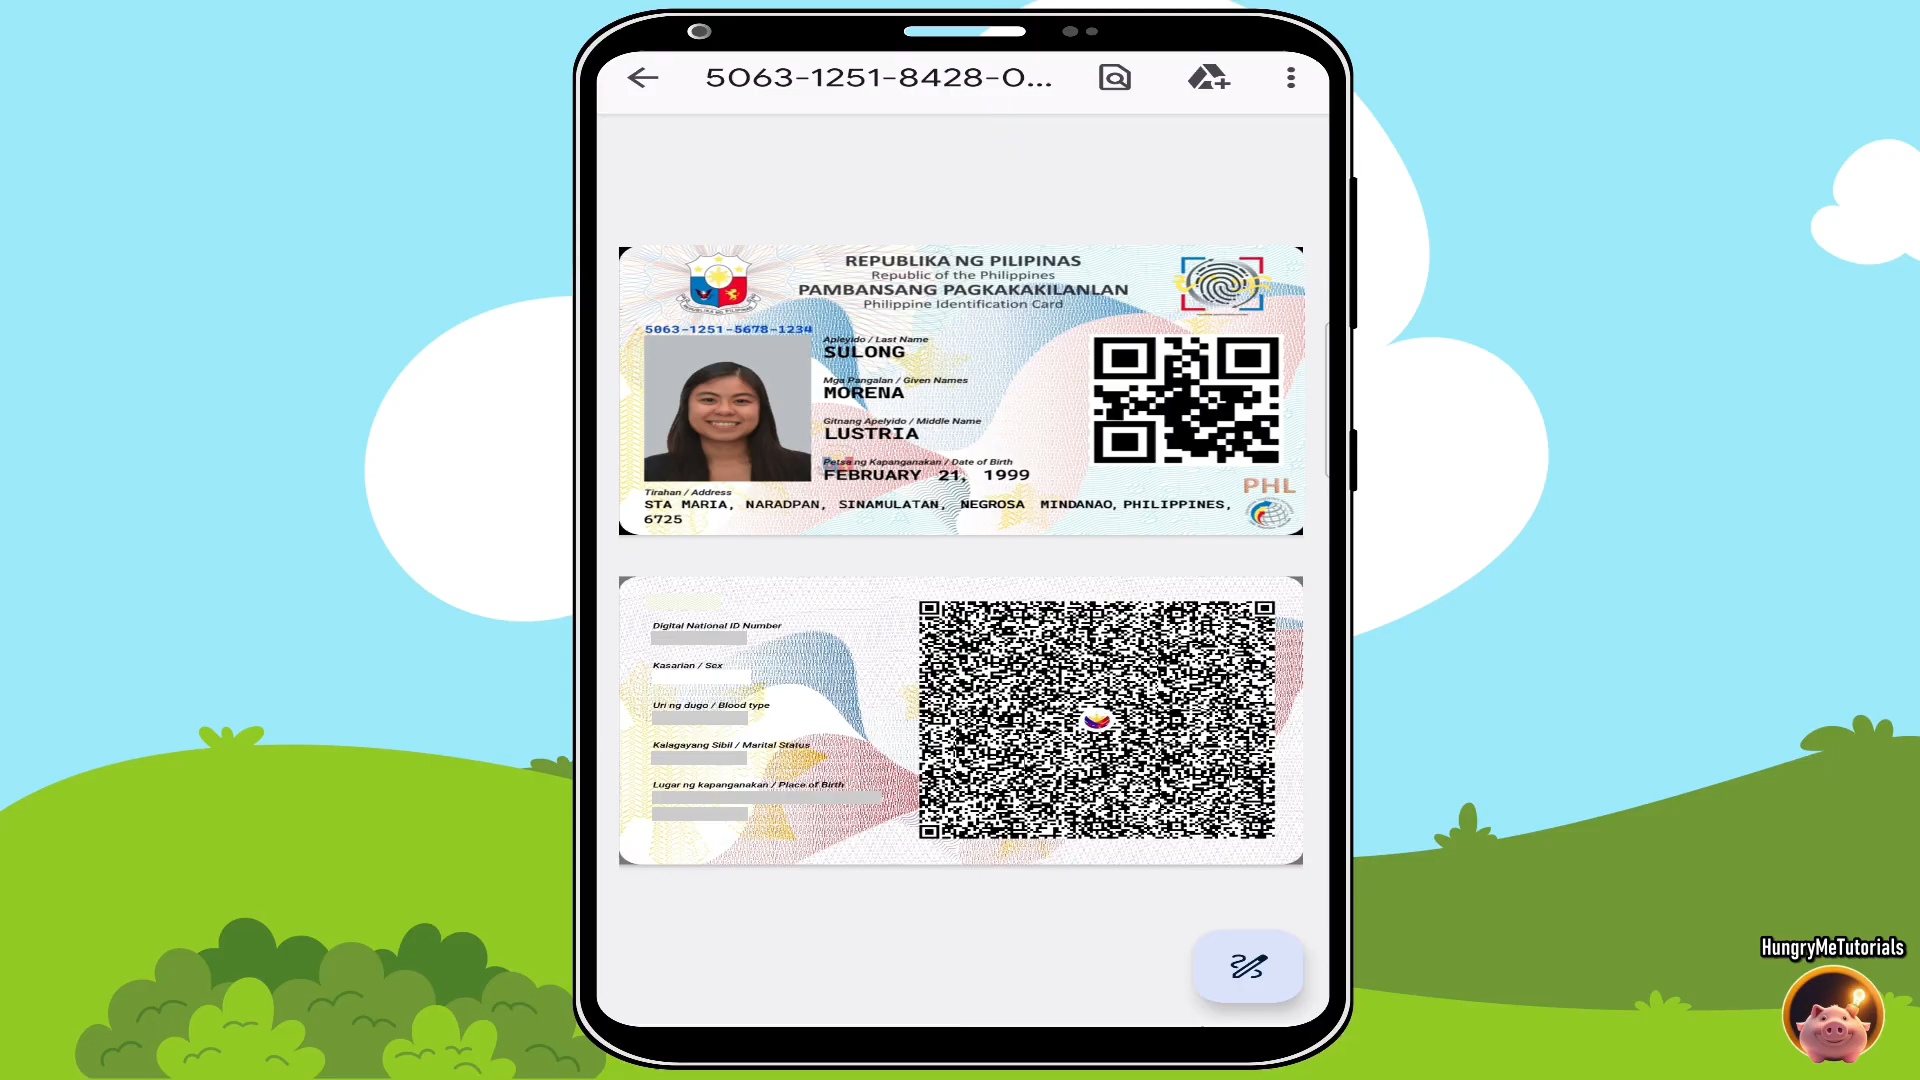 5063-1251-8428-0...
REPUBLIKA NG PILIPINAS
Republic of the Philippines
PAMBANSANG PAGKAKAKILANLAN
Philippine Identification Card
5063-1251-5678-1234
Apleyido / Last Name
SULONG
Mga Pangalan / Given Names
MORENA
Gitnang Apelyido / Middle Name
LUSTRIA
Petsa ng Kapanganakan / Date of Birth
FEBRUARY 21, 1999
PHL
Tirahan / Address
STA MARIA, NARADPAN, SINAMULATAN, NEGROSA MINDANAO, PHILIPPINES,
6725
Digital National ID Number
Kasarian / Sex
Uri ng dugo / Blood type
Kalagayang Sibil / Marital Status
Lugar ng kapanganakan / Place of Birth
HungryMeTutorials